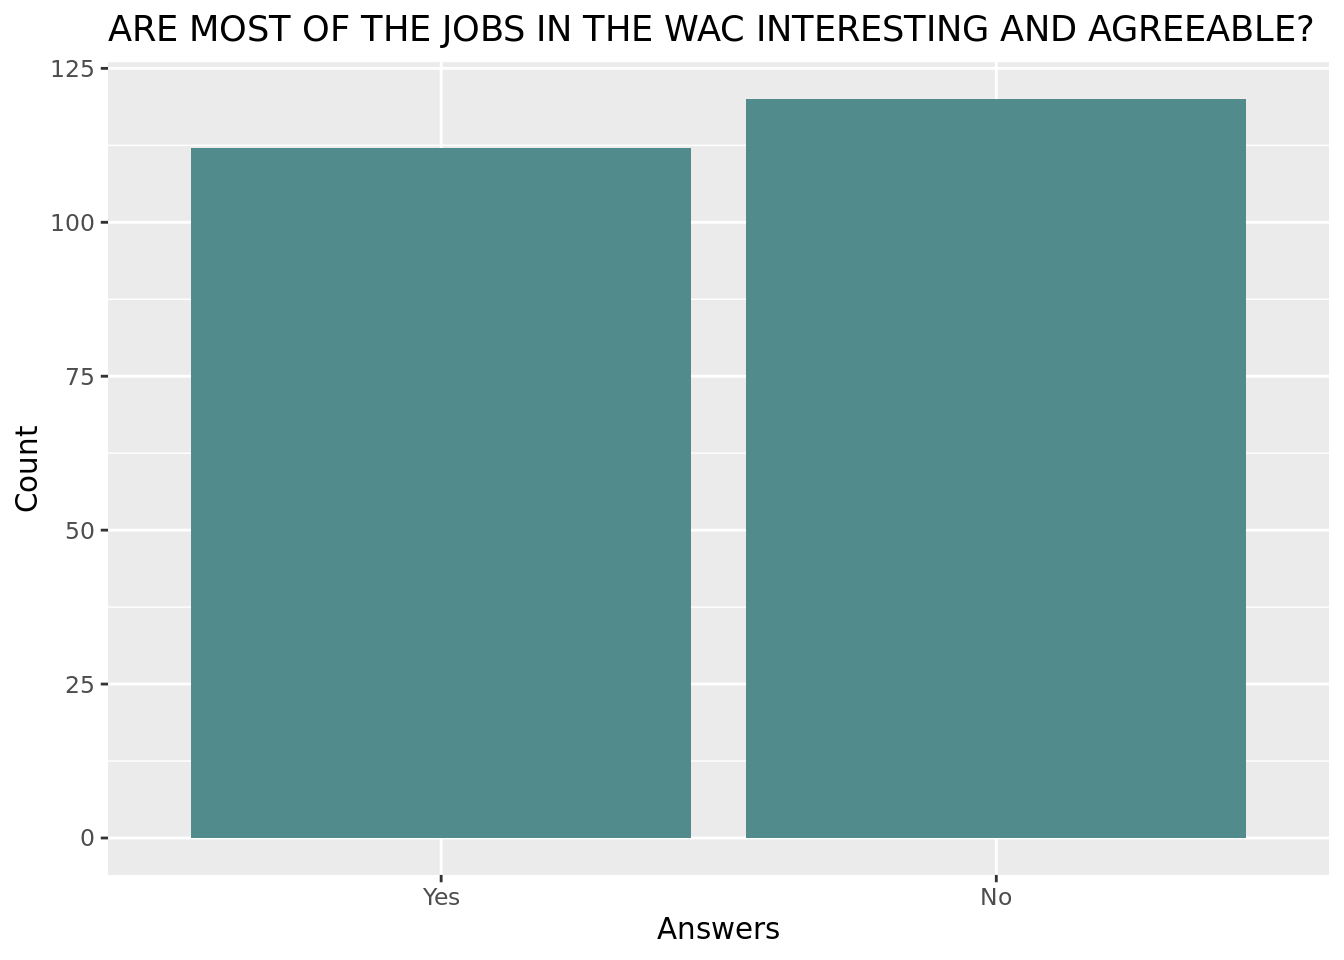 ARE MOST OF THE JOBS IN THE WAC INTERESTING AND AGREEABLE?
125
100
75
50
25
0
Count
Yes No
Answers